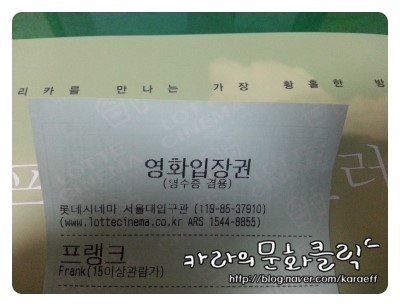 리카를 만나는 가장 황홀한 방
영화입장권
(영수증 겸용)
롯데시네마 서울대입구관 (119-85-37910)
(www.lottecinema.co.kr ARS 1544-8855)
프랭크
Frank(15이상관람가)
카라의문화클릭
http://blog.naver.com/karaeff